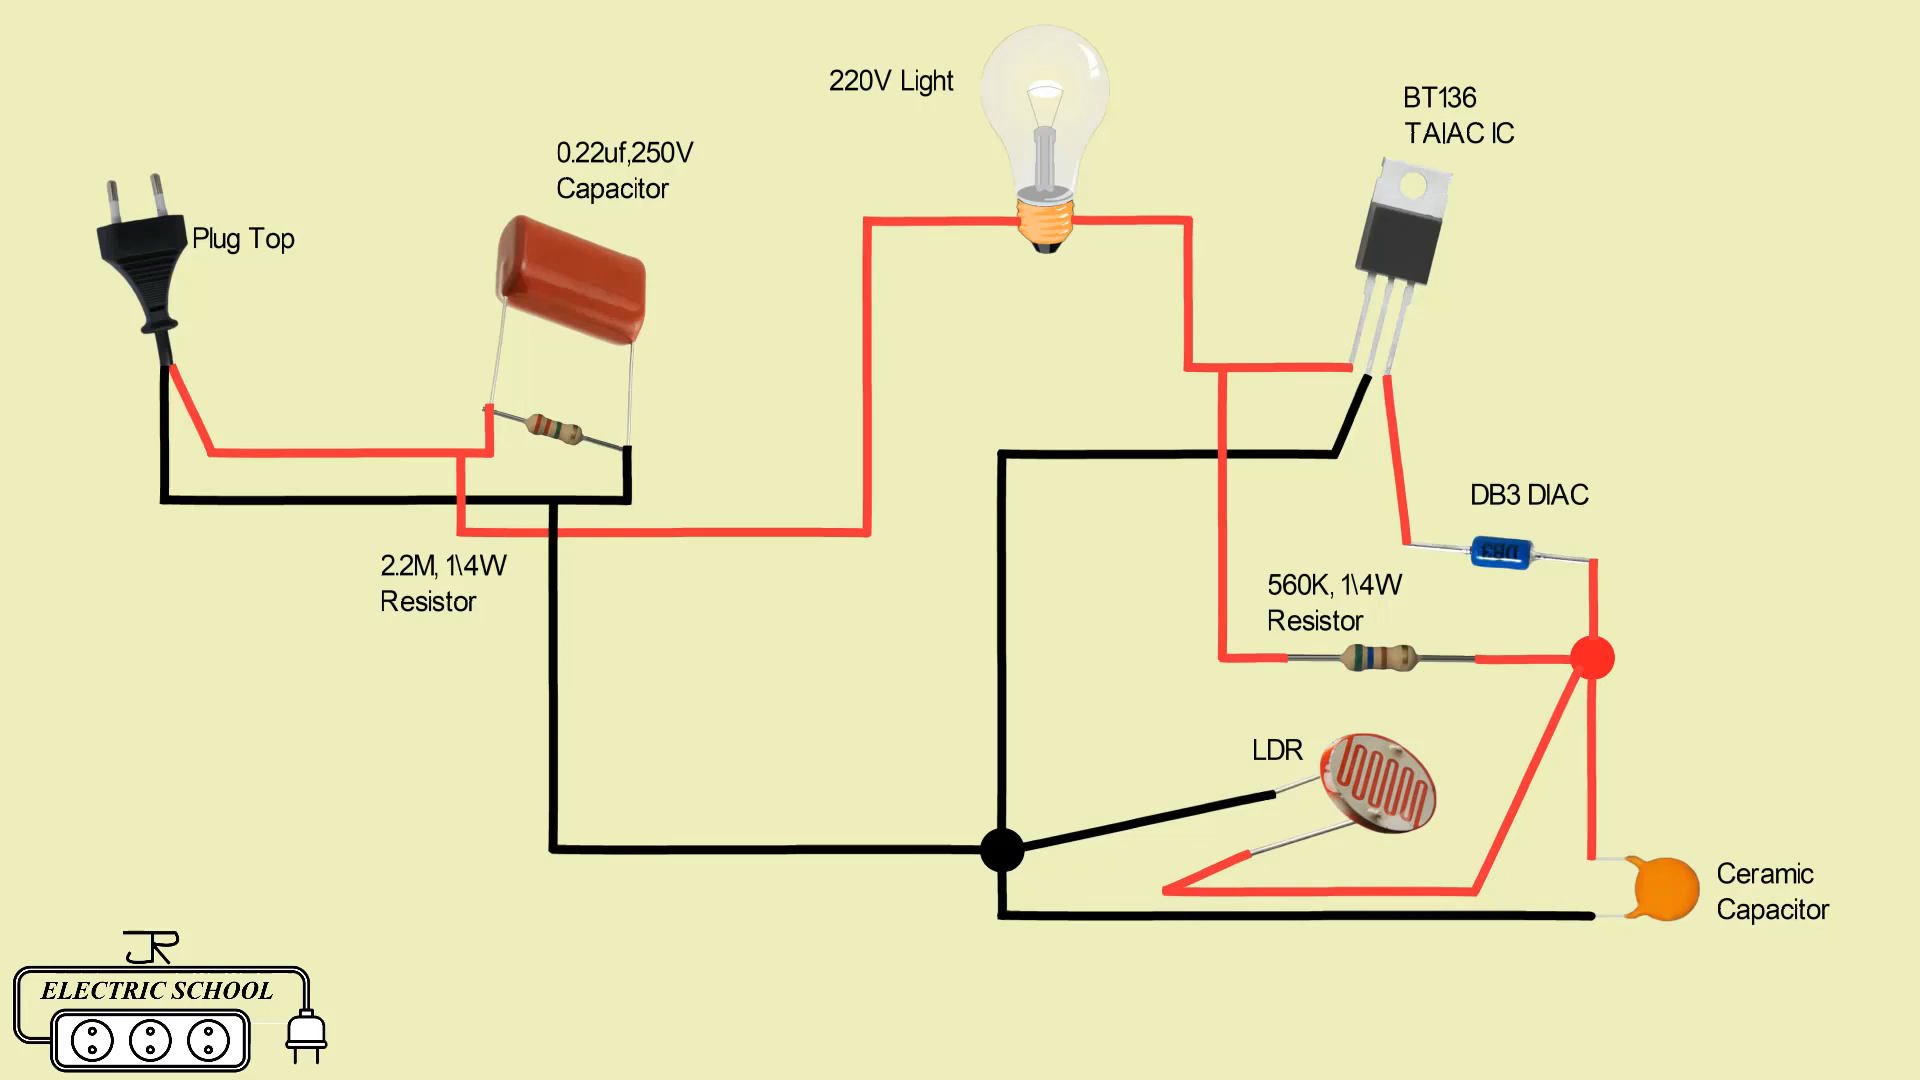 220V Light
BT136
TAIAC IC
0.22uf,250V
Capacitor
Plug Top
DB3 DIAC
DB3
2.2M, 1\4W
Resistor
560K, 1\4W
Resistor
LDR
Ceramic
Capacitor
JR
ELECTRIC SCHOOL